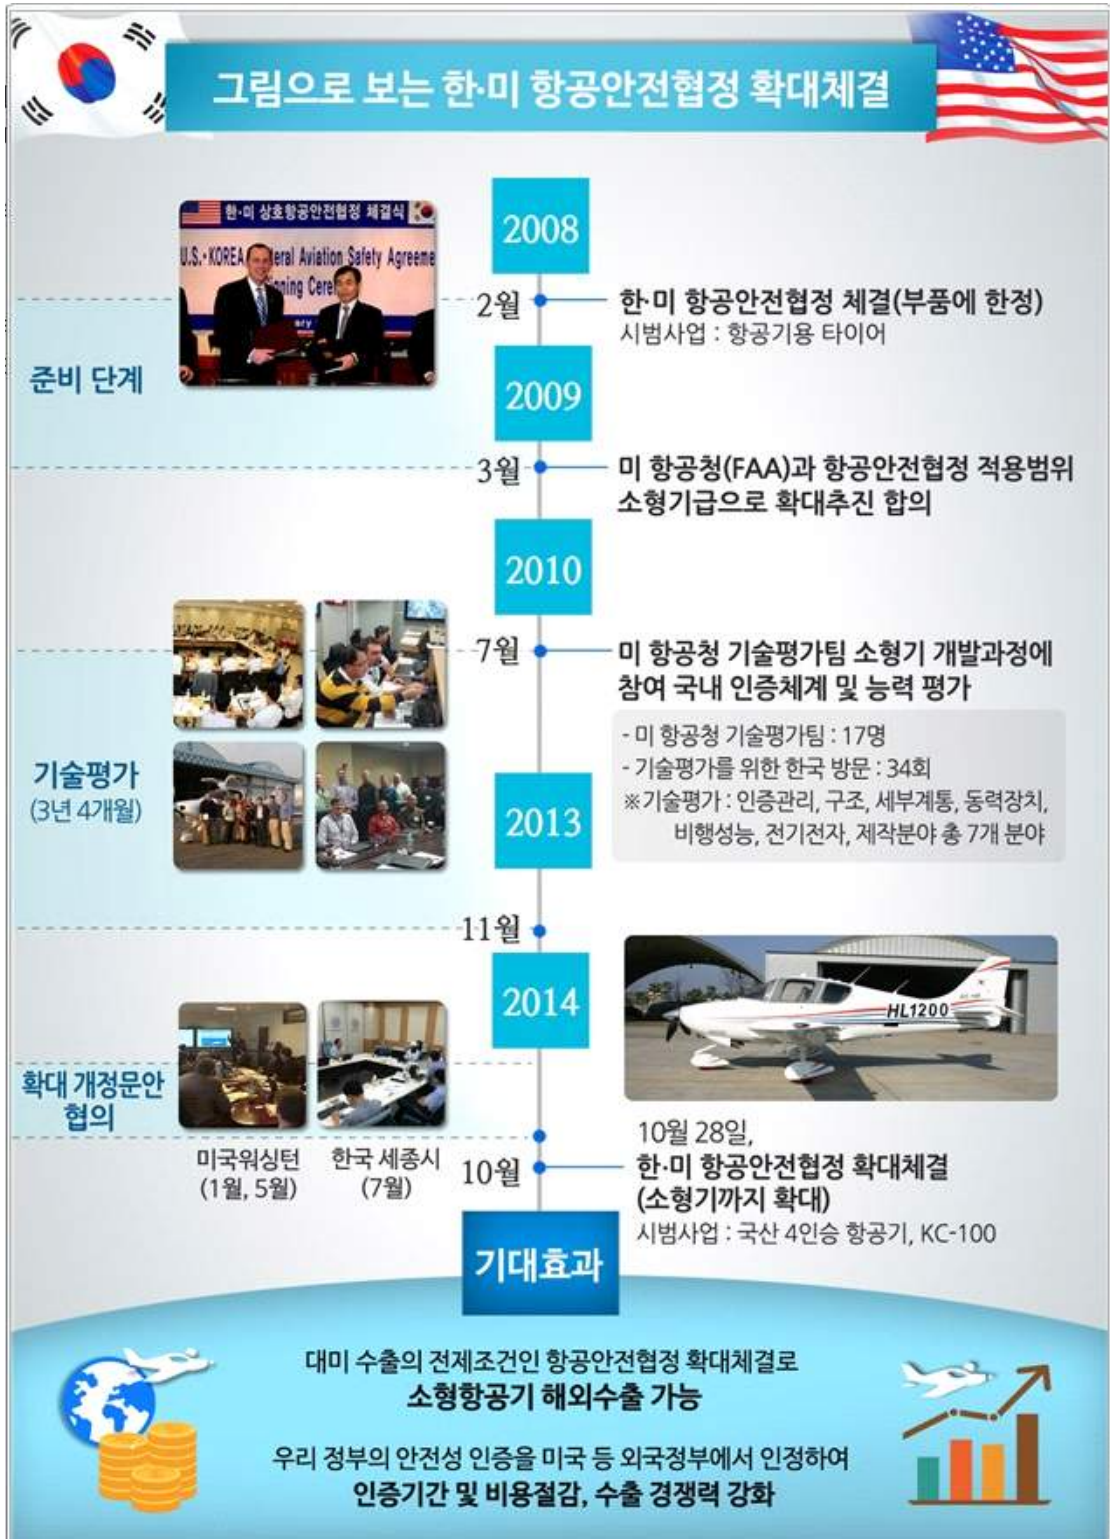 그림으로 보는 한·미 항공안전협정 확대체결
2008
한·미 상호항공안전협정 체결식
U.S.-KOREA
Aviation Safety Agreeme
2월
한·미 항공안전협정 체결(부품에 한정)
시범사업 : 항공기용 타이어
준비 단계
2009
3월
미 항공청(FAA)과 항공안전협정 적용범위
소형기급으로 확대추진 합의
2010
7월
미 항공청 기술평가팀 소형기 개발과정에
참여 국내 인증체계 및 능력 평가
- 미 항공청 기술평가팀 : 17명
- 기술평가를 위한 한국 방문 : 34회
※기술평가 : 인증관리, 구조, 세부계통, 동력장치,
비행성능, 전기전자, 제작분야 총 7개 분야
기술평가
(3년 4개월)
2013
11월
2014
HL1200
확대 개정문안
협의
미국워싱턴
(1월, 5월)
한국 세종시
(7월)
10월
10월 28일,
한·미 항공안전협정 확대체결
(소형기까지 확대)
시범사업 : 국산 4인승 항공기, KC-100
기대효과
대미 수출의 전제조건인 항공안전협정 확대체결로
소형항공기 해외수출 가능
우리 정부의 안전성 인증을 미국 등 외국정부에서 인정하여
인증기간 및 비용절감, 수출 경쟁력 강화